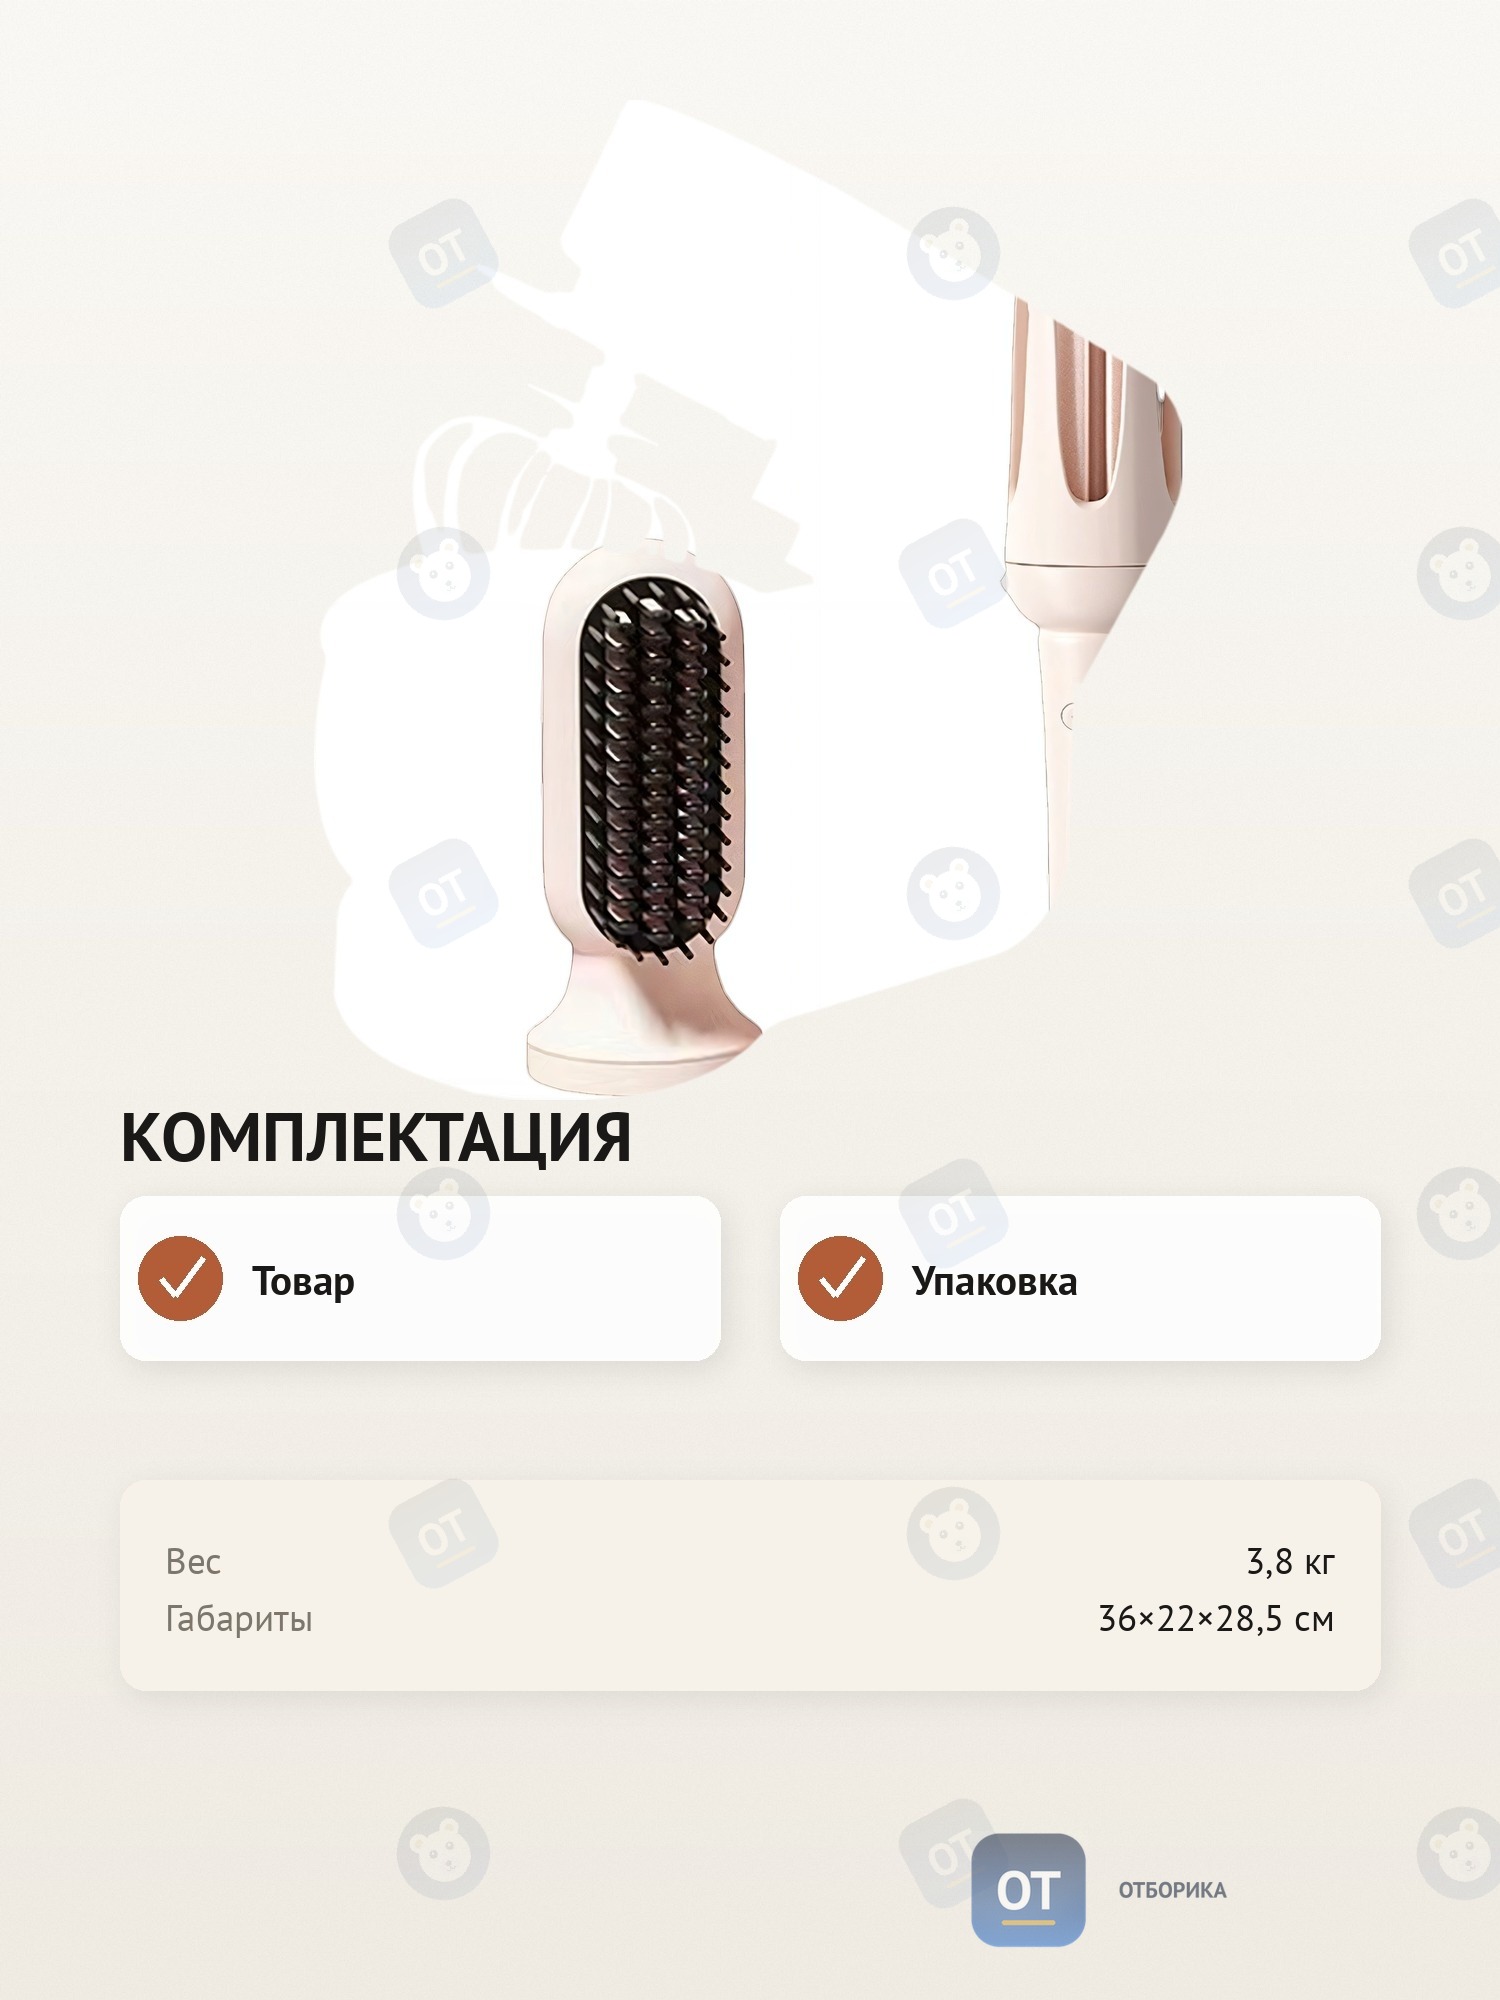 КОМПЛЕКТАЦИЯ
Товар
Упаковка
Вес 3,8 кг
Габариты 36×22×28,5 см
ОТ ОТБОРИКА